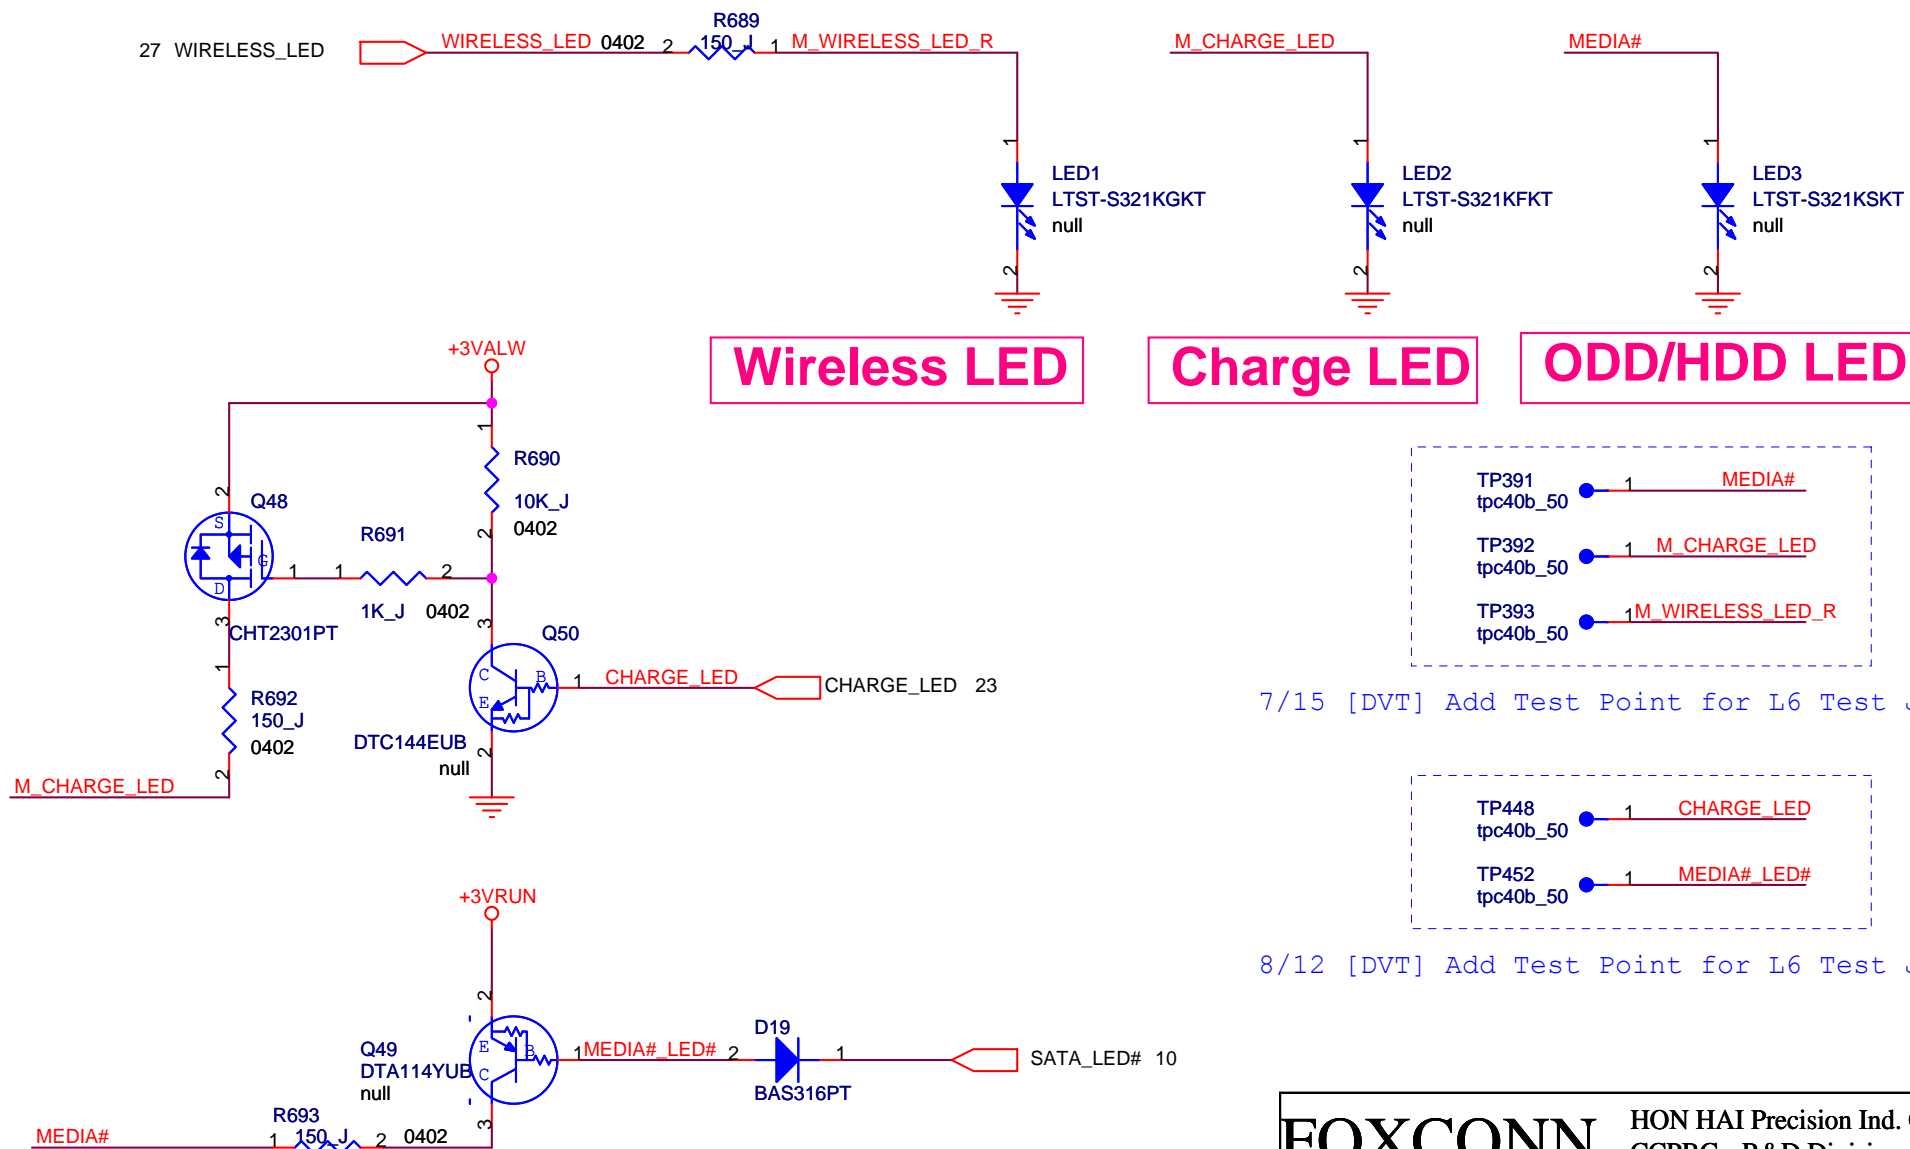 27 WIRELESS_LED
WIRELESS_LED 0402 2
R689
150_J 1
M_WIRELESS_LED_R
M_CHARGE_LED
MEDIA#
1
LED1
LTST-S321KGKT
null
2
1
LED2
LTST-S321KFKT
null
2
1
LED3
LTST-S321KSKT
null
2
Wireless LED
Charge LED
ODD/HDD LED
+3VALW
1
R690
10K_J
0402
2
2
Q48
S
G
D
1
3
CHT2301PT
R691
1 2
1K_J 0402
1
R692
150_J
0402
2
M_CHARGE_LED
3
Q50
C
B
E
1
CHARGE_LED
CHARGE_LED 23
DTC144EUB
null
2
TP391
tpc40b_50
1 MEDIA#
TP392
tpc40b_50
1 M_CHARGE_LED
TP393
tpc40b_50
1 M_WIRELESS_LED_R
7/15 [DVT] Add Test Point for L6 Test
TP448
tpc40b_50
1 CHARGE_LED
TP452
tpc40b_50
1 MEDIA#_LED#
8/12 [DVT] Add Test Point for L6 Test
+3VRUN
2
Q49
DTA114YUB
null
E
B
C
1
MEDIA#_LED# 2
D19
1
BAS316PT
SATA_LED# 10
3
R693
MEDIA#
1 150_J 2 0402
FOXCONN
HON HAI Precision Ind.